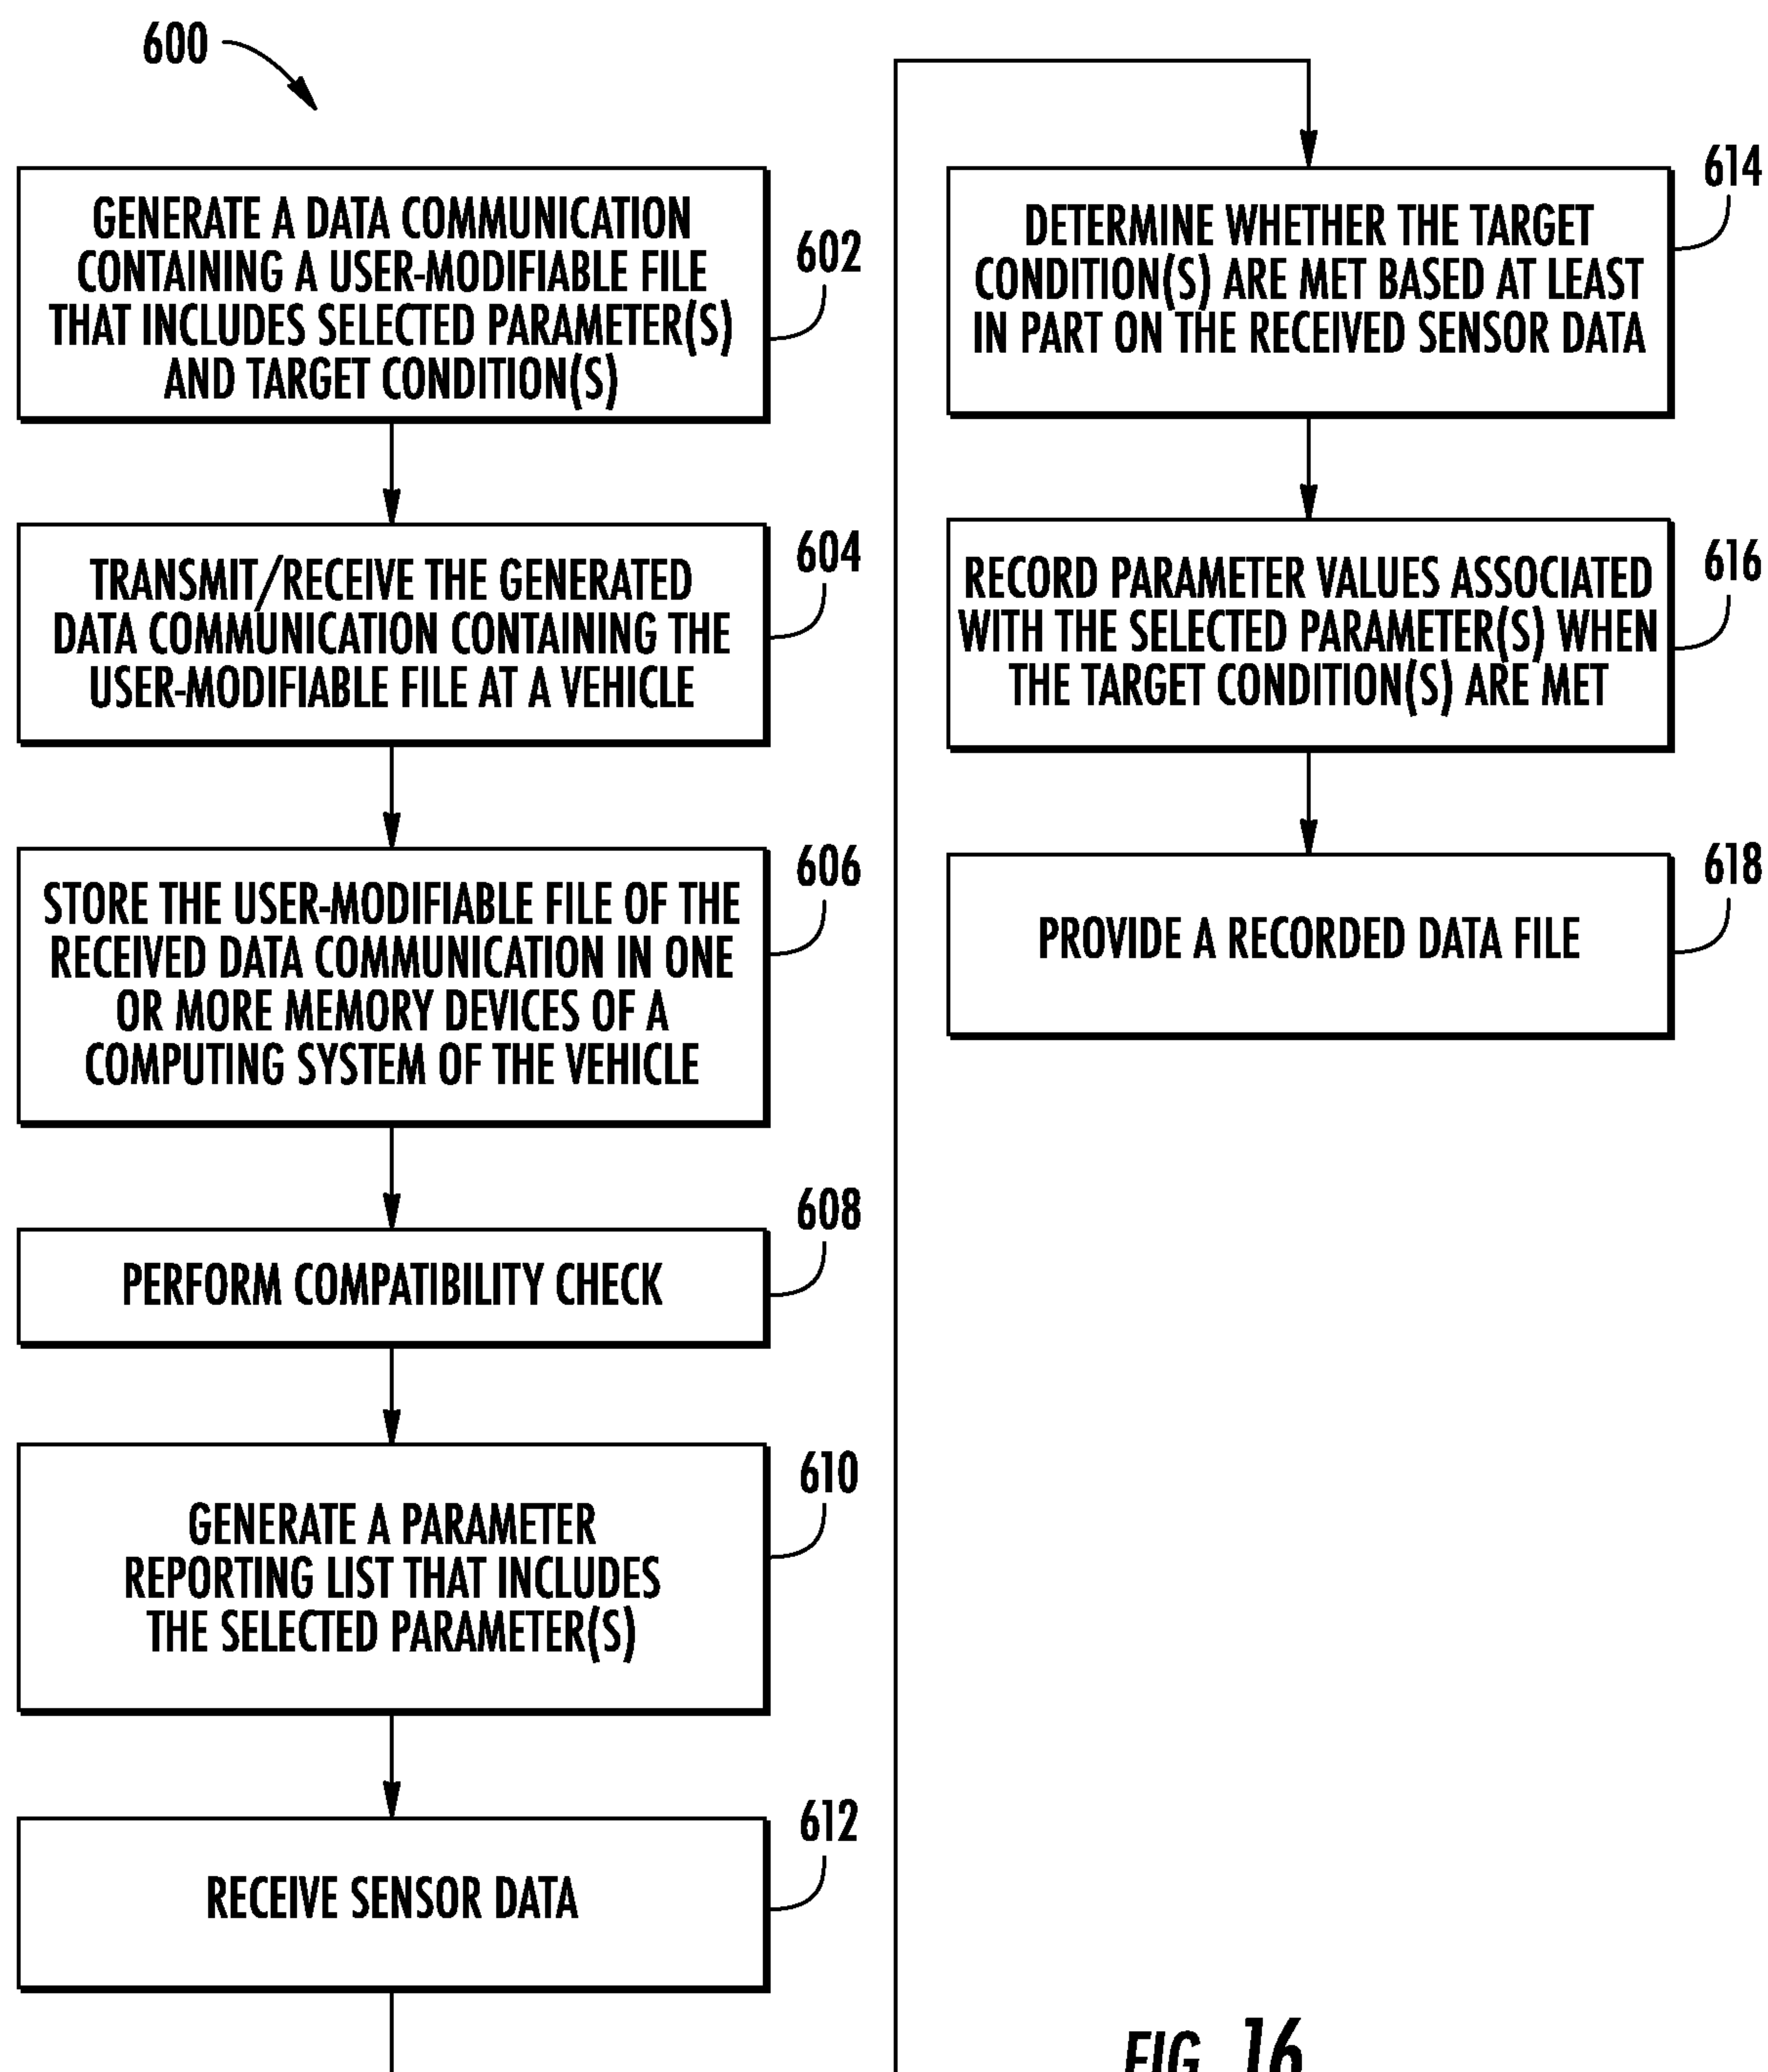 600
GENERATE A DATA COMMUNICATION
CONTAINING A USER-MODIFIABLE FILE
THAT INCLUDES SELECTED PARAMETER(S)
AND TARGET CONDITION(S)
602
TRANSMIT/RECEIVE THE GENERATED
DATA COMMUNICATION CONTAINING THE
USER-MODIFIABLE FILE AT A VEHICLE
604
STORE THE USER-MODIFIABLE FILE OF THE
RECEIVED DATA COMMUNICATION IN ONE
OR MORE MEMORY DEVICES OF A
COMPUTING SYSTEM OF THE VEHICLE
606
PERFORM COMPATIBILITY CHECK
608
GENERATE A PARAMETER
REPORTING LIST THAT INCLUDES
THE SELECTED PARAMETER(S)
610
RECEIVE SENSOR DATA
612
DETERMINE WHETHER THE TARGET
CONDITION(S) ARE MET BASED AT LEAST
IN PART ON THE RECEIVED SENSOR DATA
614
RECORD PARAMETER VALUES ASSOCIATED
WITH THE SELECTED PARAMETER(S) WHEN
THE TARGET CONDITION(S) ARE MET
616
PROVIDE A RECORDED DATA FILE
618
FIG. 16